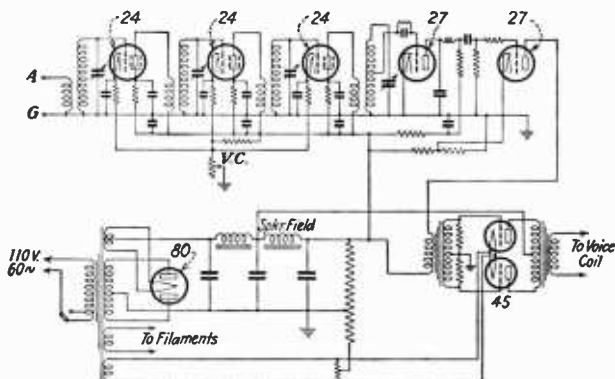 24
24
24
27
27
A
G
V.C.
Spkr Field
110 V.
60~
80
To Filaments
45
To Voice
Coil